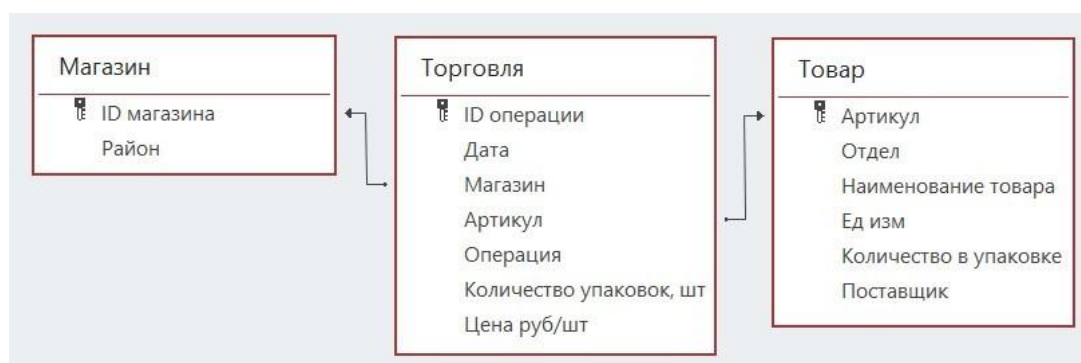 Магазин
ID магазина
Район
Торговля
ID операции
Дата
Магазин
Артикул
Операция
Количество упаковок, шт
Цена руб/шт
Товар
Артикул
Отдел
Наименование товара
Ед изм
Количество в упаковке
Поставщик